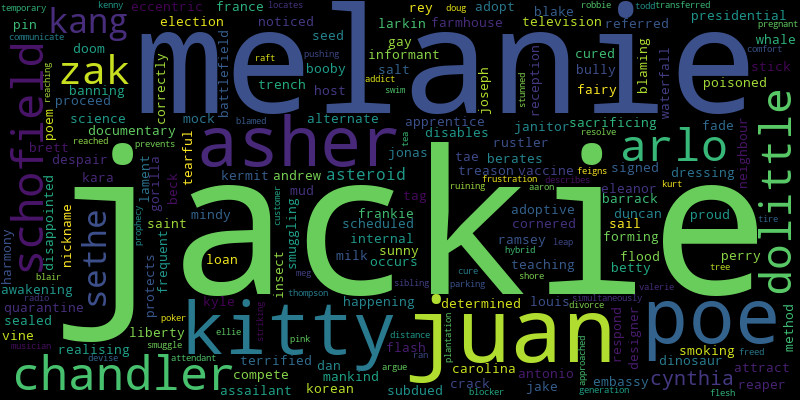 temporary
kenny
eccentric
france
locates
rey
doug
adopt
robbie
todd
transferred
kang
pin
election
noticed
larkin
television
blake
referred
presidential
melanie
communicate
doom
seed
gay
farmhouse
pregnant
whale
zak
battlefield
raft
informant
pushing
cured
blaming
waterfall
comfort
schofield
reaching
banning
correctly
booby
salt
addict
joseph
reception
bully
stick
poem
proceed
trench
host
swim
stunned
fairy
poisoned
science
mock
alternate
apprentice
sacrificing
fade
documentary
blamed
disables
janitor
resolve
reached
prevents
asher
tea
rustler
arlo
dolittle
brett
tearful
jonas
tae
berates
signed
dressing
neighbour
despair
lament
gorilla
kermit
andrew
asteroid
treason
vaccine
frustration
feigns
kara
beck
mud
tag
ruining
aaron
describes
eleanor
kurt
disappointed
nickname
sethe
mindy
smuggling
frankie
adoptive
barrack
jackie
prophecy
saint
customer
scheduled
cornered
duncan
proud
tire
harmony
frequent
internal
ramsey
leap
sail
forming
loan
insect
sunny
hybrid
flood
perry
blair
protects
milk
occurs
teaching
betty
tree
awakening
meg
cure
shore
radio
kyle
thompson
sibling
parking
valerie
quarantine
happening
determined
louis
divorce
simultaneously
sealed
poker
striking
kitty
juan
poe
method
vine
musician
liberty
ellie
pink
distance
plantation
respond
designer
realising
smuggle
flash
ran
approached
smoking
freed
devise
attendant
terrified
dan
argue
carolina
antonio
dinosaur
chandler
compete
mankind
crack
jake
embassy
cynthia
attract
assailant
korean
subdued
blocker
generation
reaper
flesh